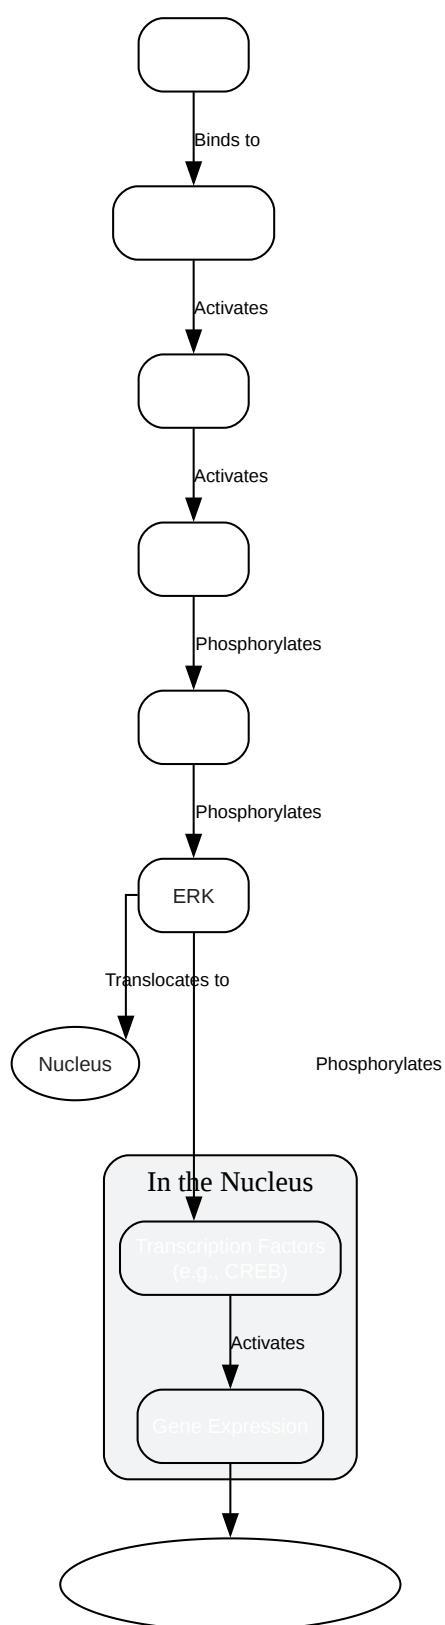 Binds to
Activates
Activates
Phosphorylates
Phosphorylates
ERK
Translocates to
Nucleus
Phosphorylates
In the Nucleus
Transcription Factors
(e.g., CREB)
Activates
Gene Expression